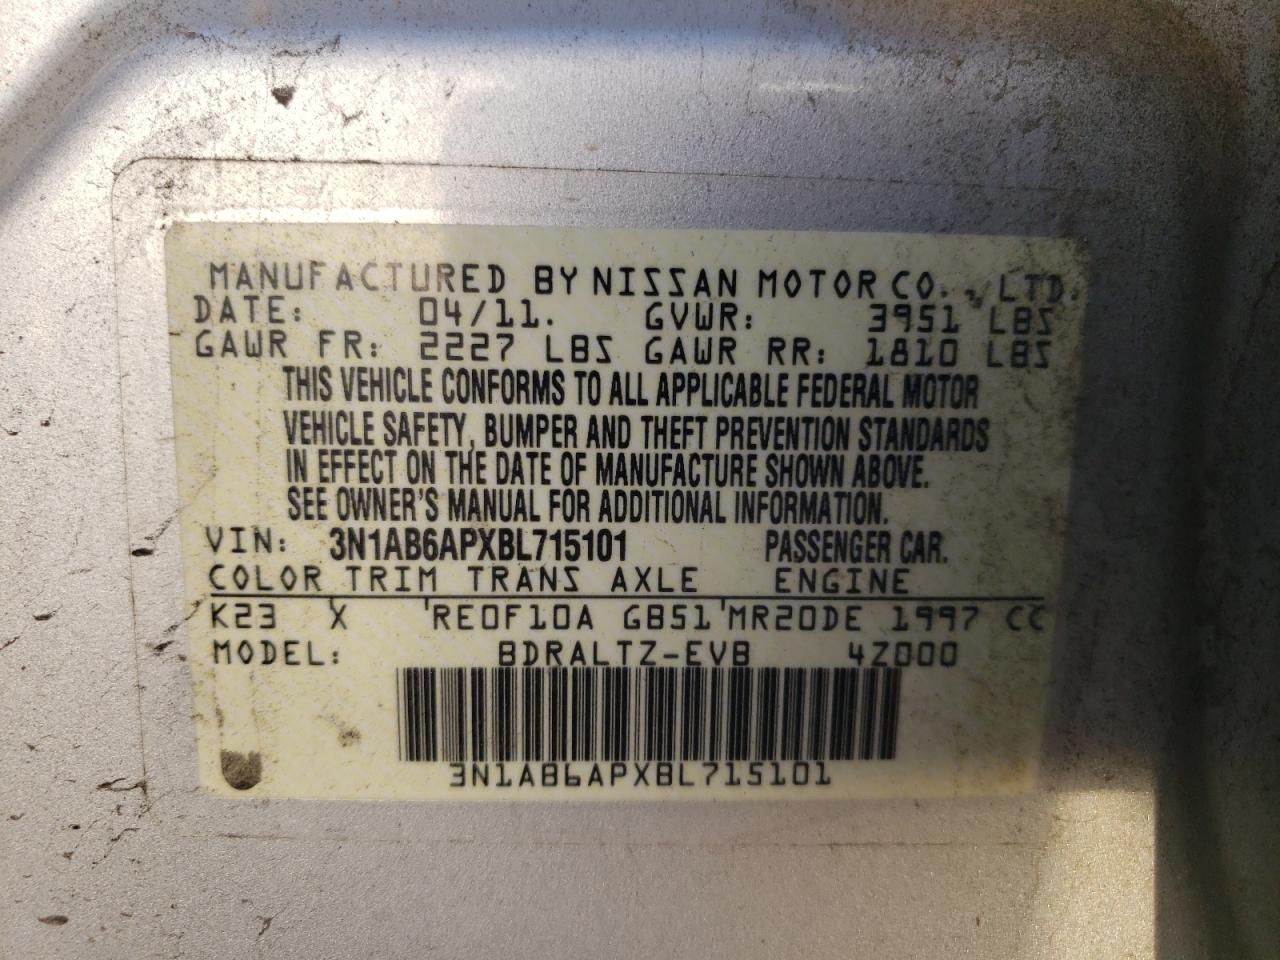 MANUFACTURED BY NISSAN MOTOR CO., LTD.
DATE: 04/11. GVWR: 3951 LBS
GAWR FR: 2227 LBS GAWR RR: 1810 LBS
THIS VEHICLE CONFORMS TO ALL APPLICABLE FEDERAL MOTOR
VEHICLE SAFETY, BUMPER AND THEFT PREVENTION STANDARDS
IN EFFECT ON THE DATE OF MANUFACTURE SHOWN ABOVE.
SEE OWNER'S MANUAL FOR ADDITIONAL INFORMATION.
VIN: 3N1AB6APXBL715101 PASSENGER CAR.
COLOR TRIM TRANS AXLE ENGINE
K23 X RE0F10A GB51 MR20DE 1997 CC
MODEL: BDRALTZ-EVB 4Z000
3N1AB6APXBL715101